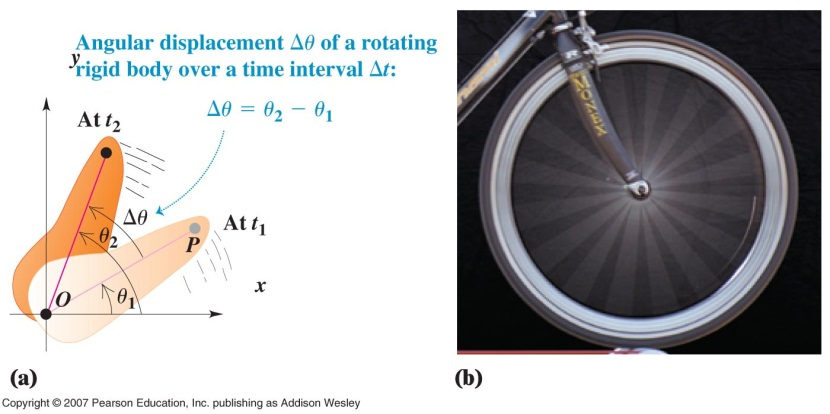 Angular displacement Δθ of a rotating
rigid body over a time interval Δt:
y
Δθ = θ₂ − θ₁
At t₂
Δθ
At t₁
θ₂
P
x
O
θ₁
(a)
(b)
Copyright © 2007 Pearson Education, Inc. publishing as Addison Wesley